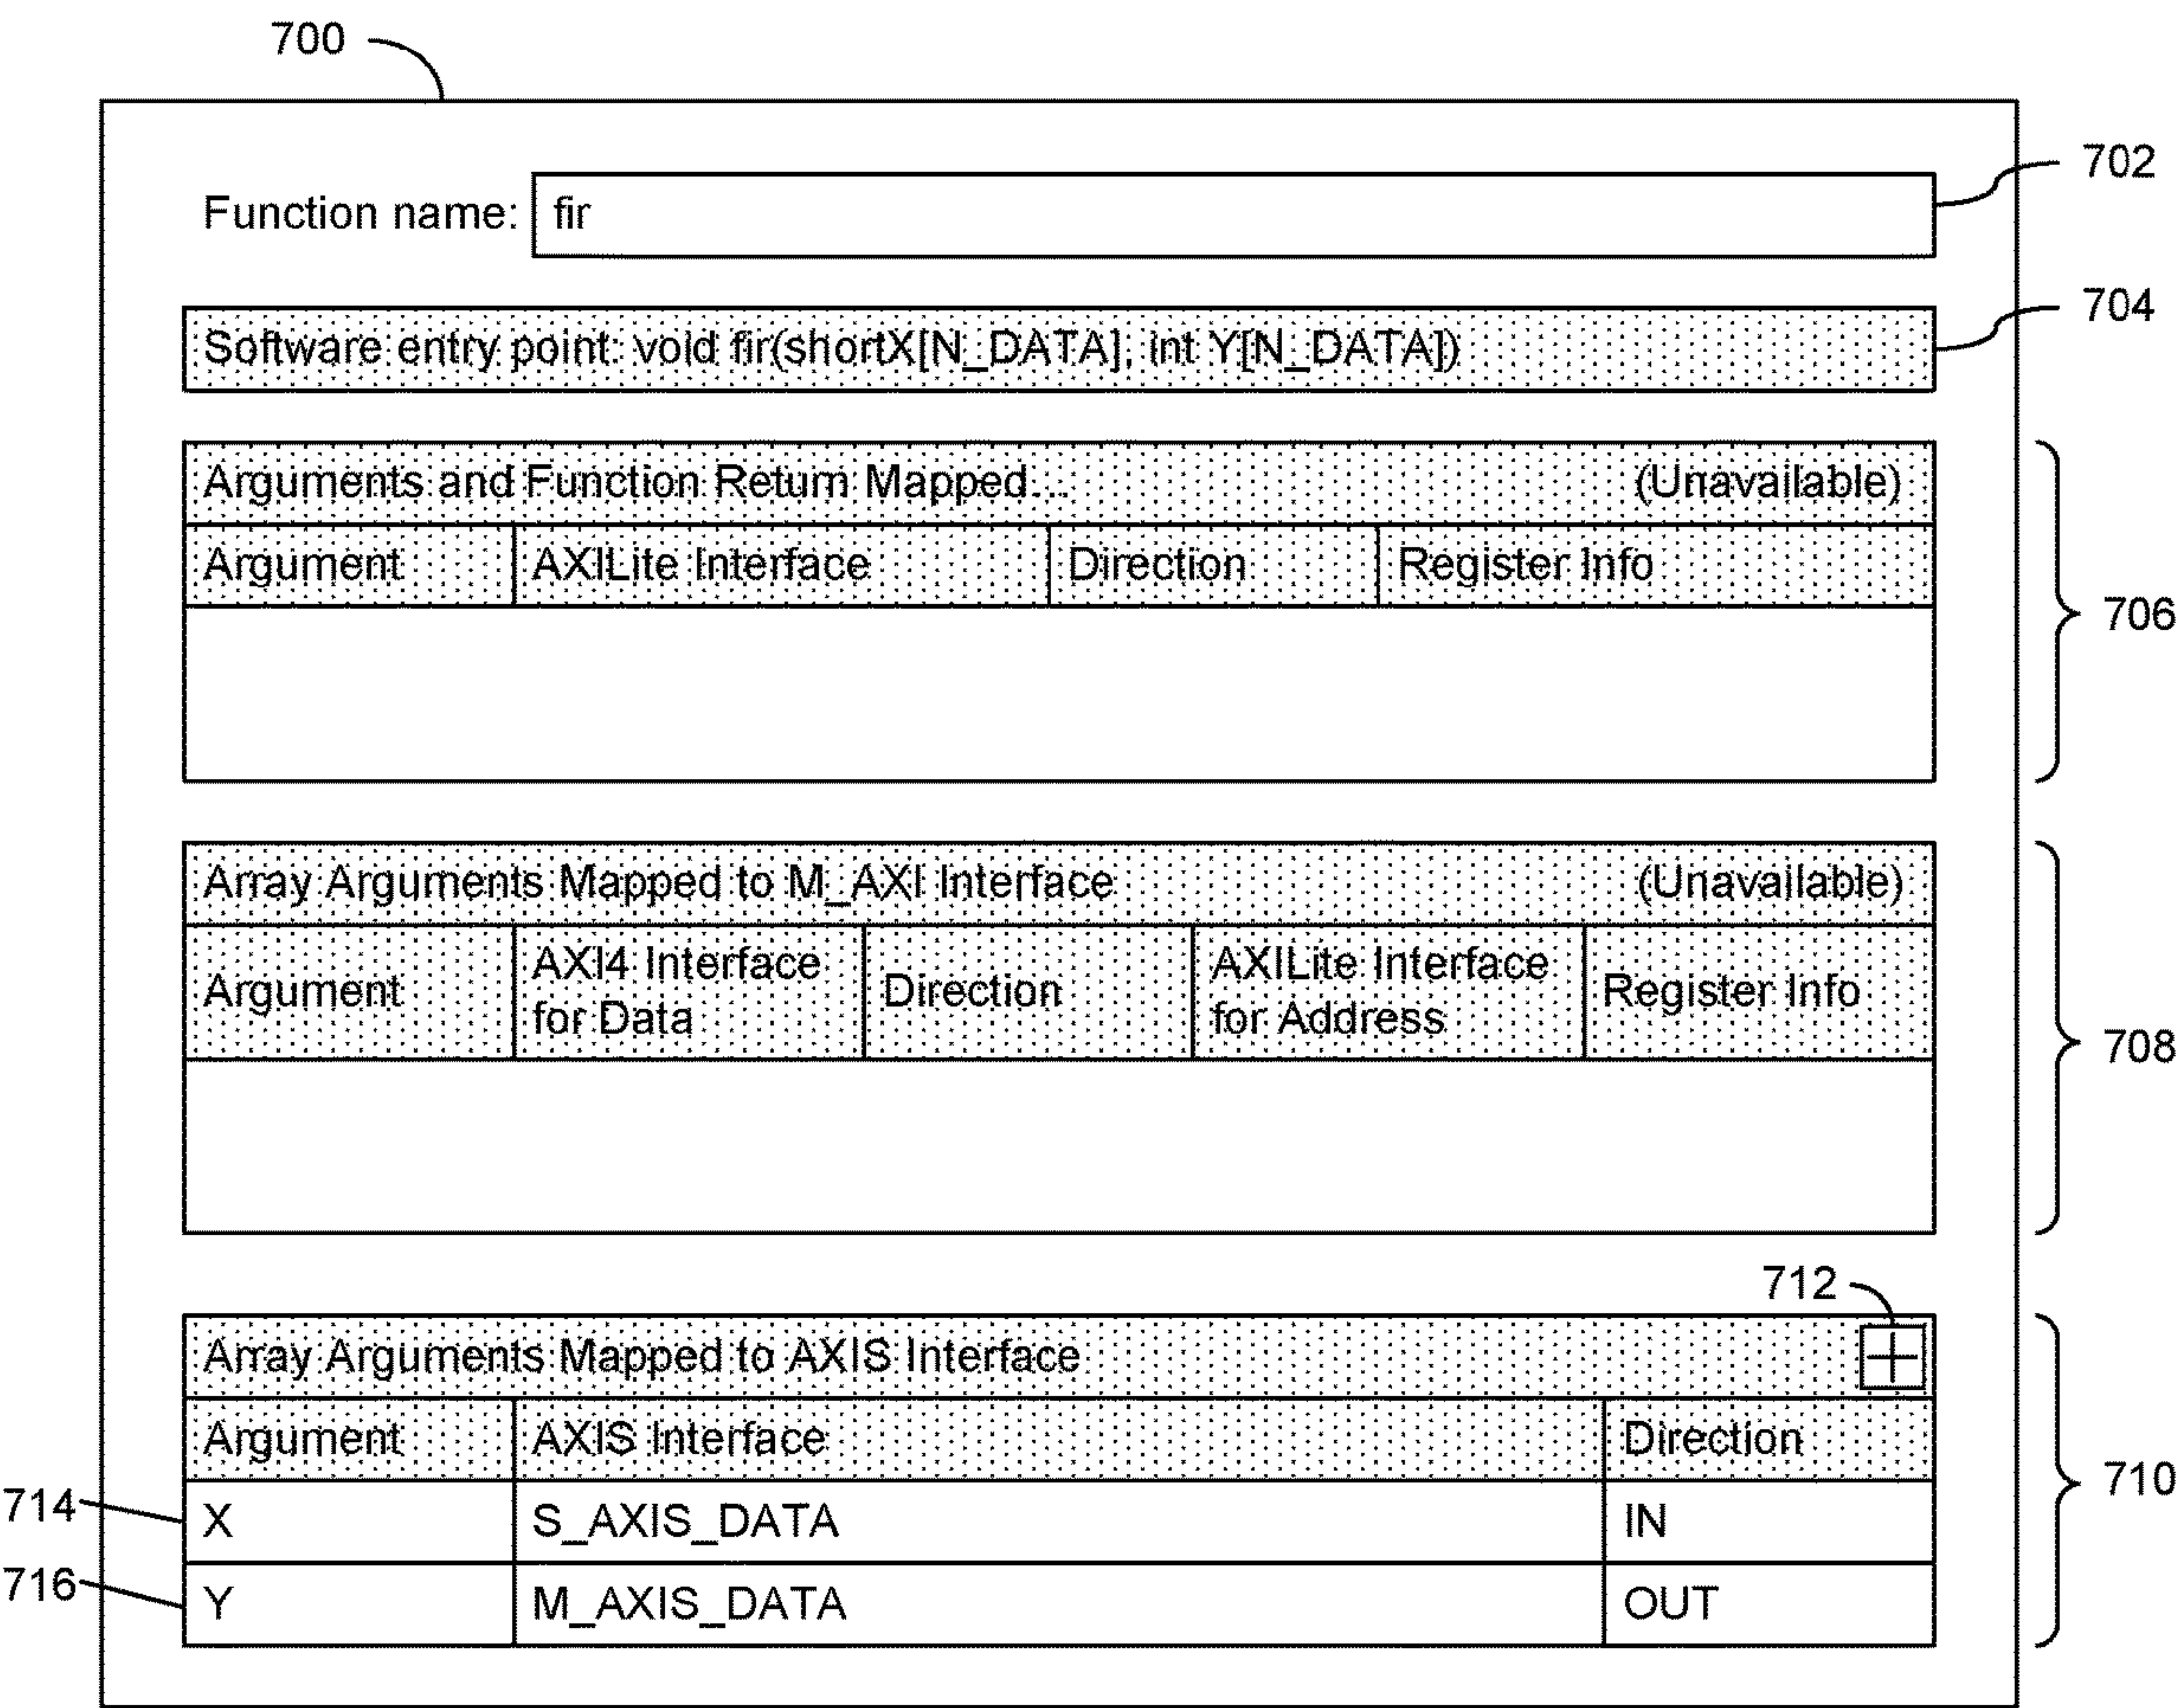 700
702
Function name: fir
704
Software entry point: void fir(shortX[N_DATA], int Y[N_DATA])
Arguments and Function Return Mapped... (Unavailable)
Argument AXILite Interface Direction Register Info
706
Array Arguments Mapped to M_AXI Interface (Unavailable)
Argument AXI4 Interface for Data Direction AXILite Interface for Address Register Info
708
712
Array Arguments Mapped to AXIS Interface
Argument AXIS Interface Direction
710
714 X S_AXIS_DATA IN
716 Y M_AXIS_DATA OUT